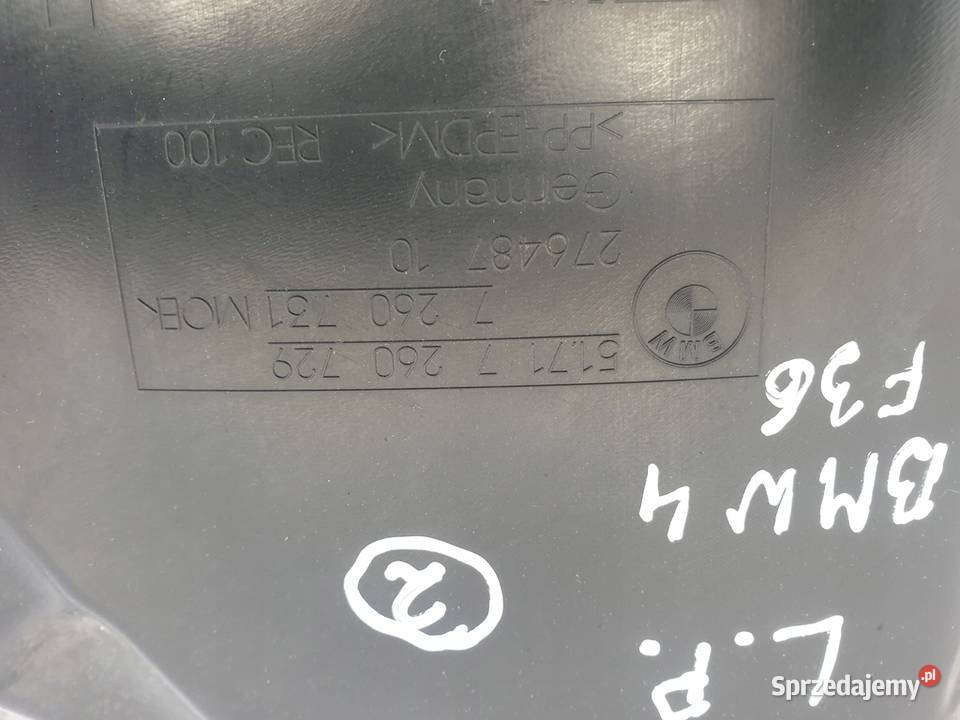 L.P.
2
BMW 4
F36
BMW
51.71 7 260 729
7 260 731 MOEK
276487 10
Germany
>PP+EPDM< REC 100
Sprzedajemy.pl